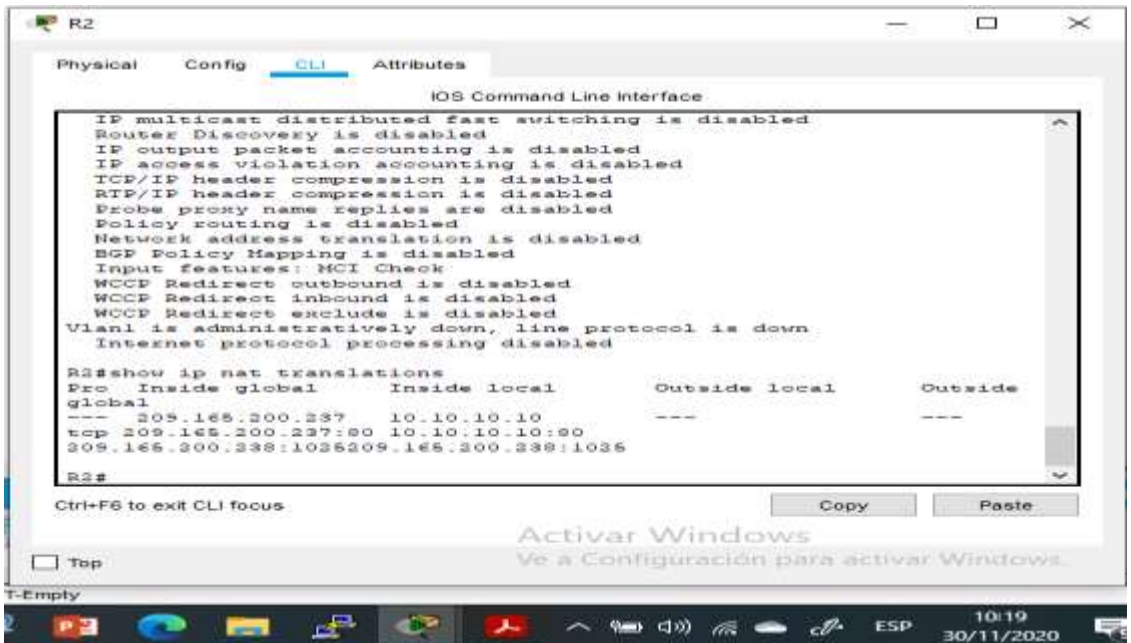 R2
Physical Config CLI Attributes
IOS Command Line Interface
IP multicast distributed fast switching is disabled
Router Discovery is disabled
IP output packet accounting is disabled
IP access violation accounting is disabled
TCP/IP header compression is disabled
RTP/IP header compression is disabled
Probe proxy name replies are disabled
Policy routing is disabled
Network address translation is disabled
BGP Policy Mapping is disabled
Input features: MCI Check
WCCP Redirect outbound is disabled
WCCP Redirect inbound is disabled
WCCP Redirect exclude is disabled
Vlan1 is administratively down, line protocol is down
Internet protocol processing disabled
R2#show ip nat translations
Pro Inside global Inside local Outside local Outside
global
--- 209.165.200.237 10.10.10.10 --- ---
tcp 209.165.200.237:80 10.10.10.10:80
209.165.200.238:1025209.165.200.238:1025
R2#
Ctrl+F6 to exit CLI focus
Copy Paste
Activar Windows
Ve a Configuración para activar Windows.
Top
T-Empty
ESP
10:19
30/11/2020